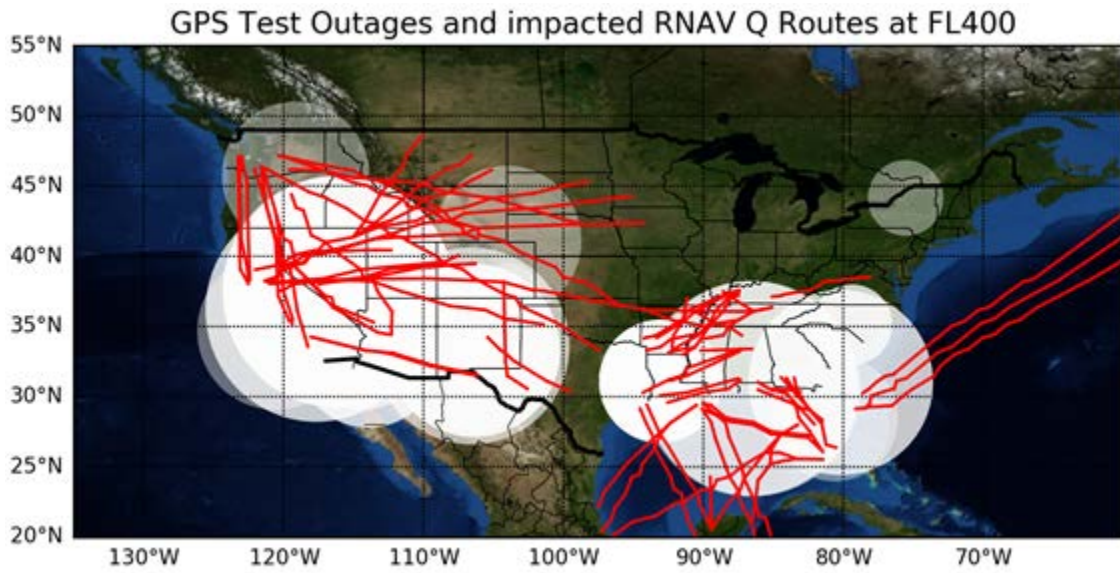 GPS Test Outages and impacted RNAV Q Routes at FL400
55°N
50°N
45°N
40°N
35°N
30°N
25°N
20°N
130°W
120°W
110°W
100°W
90°W
80°W
70°W